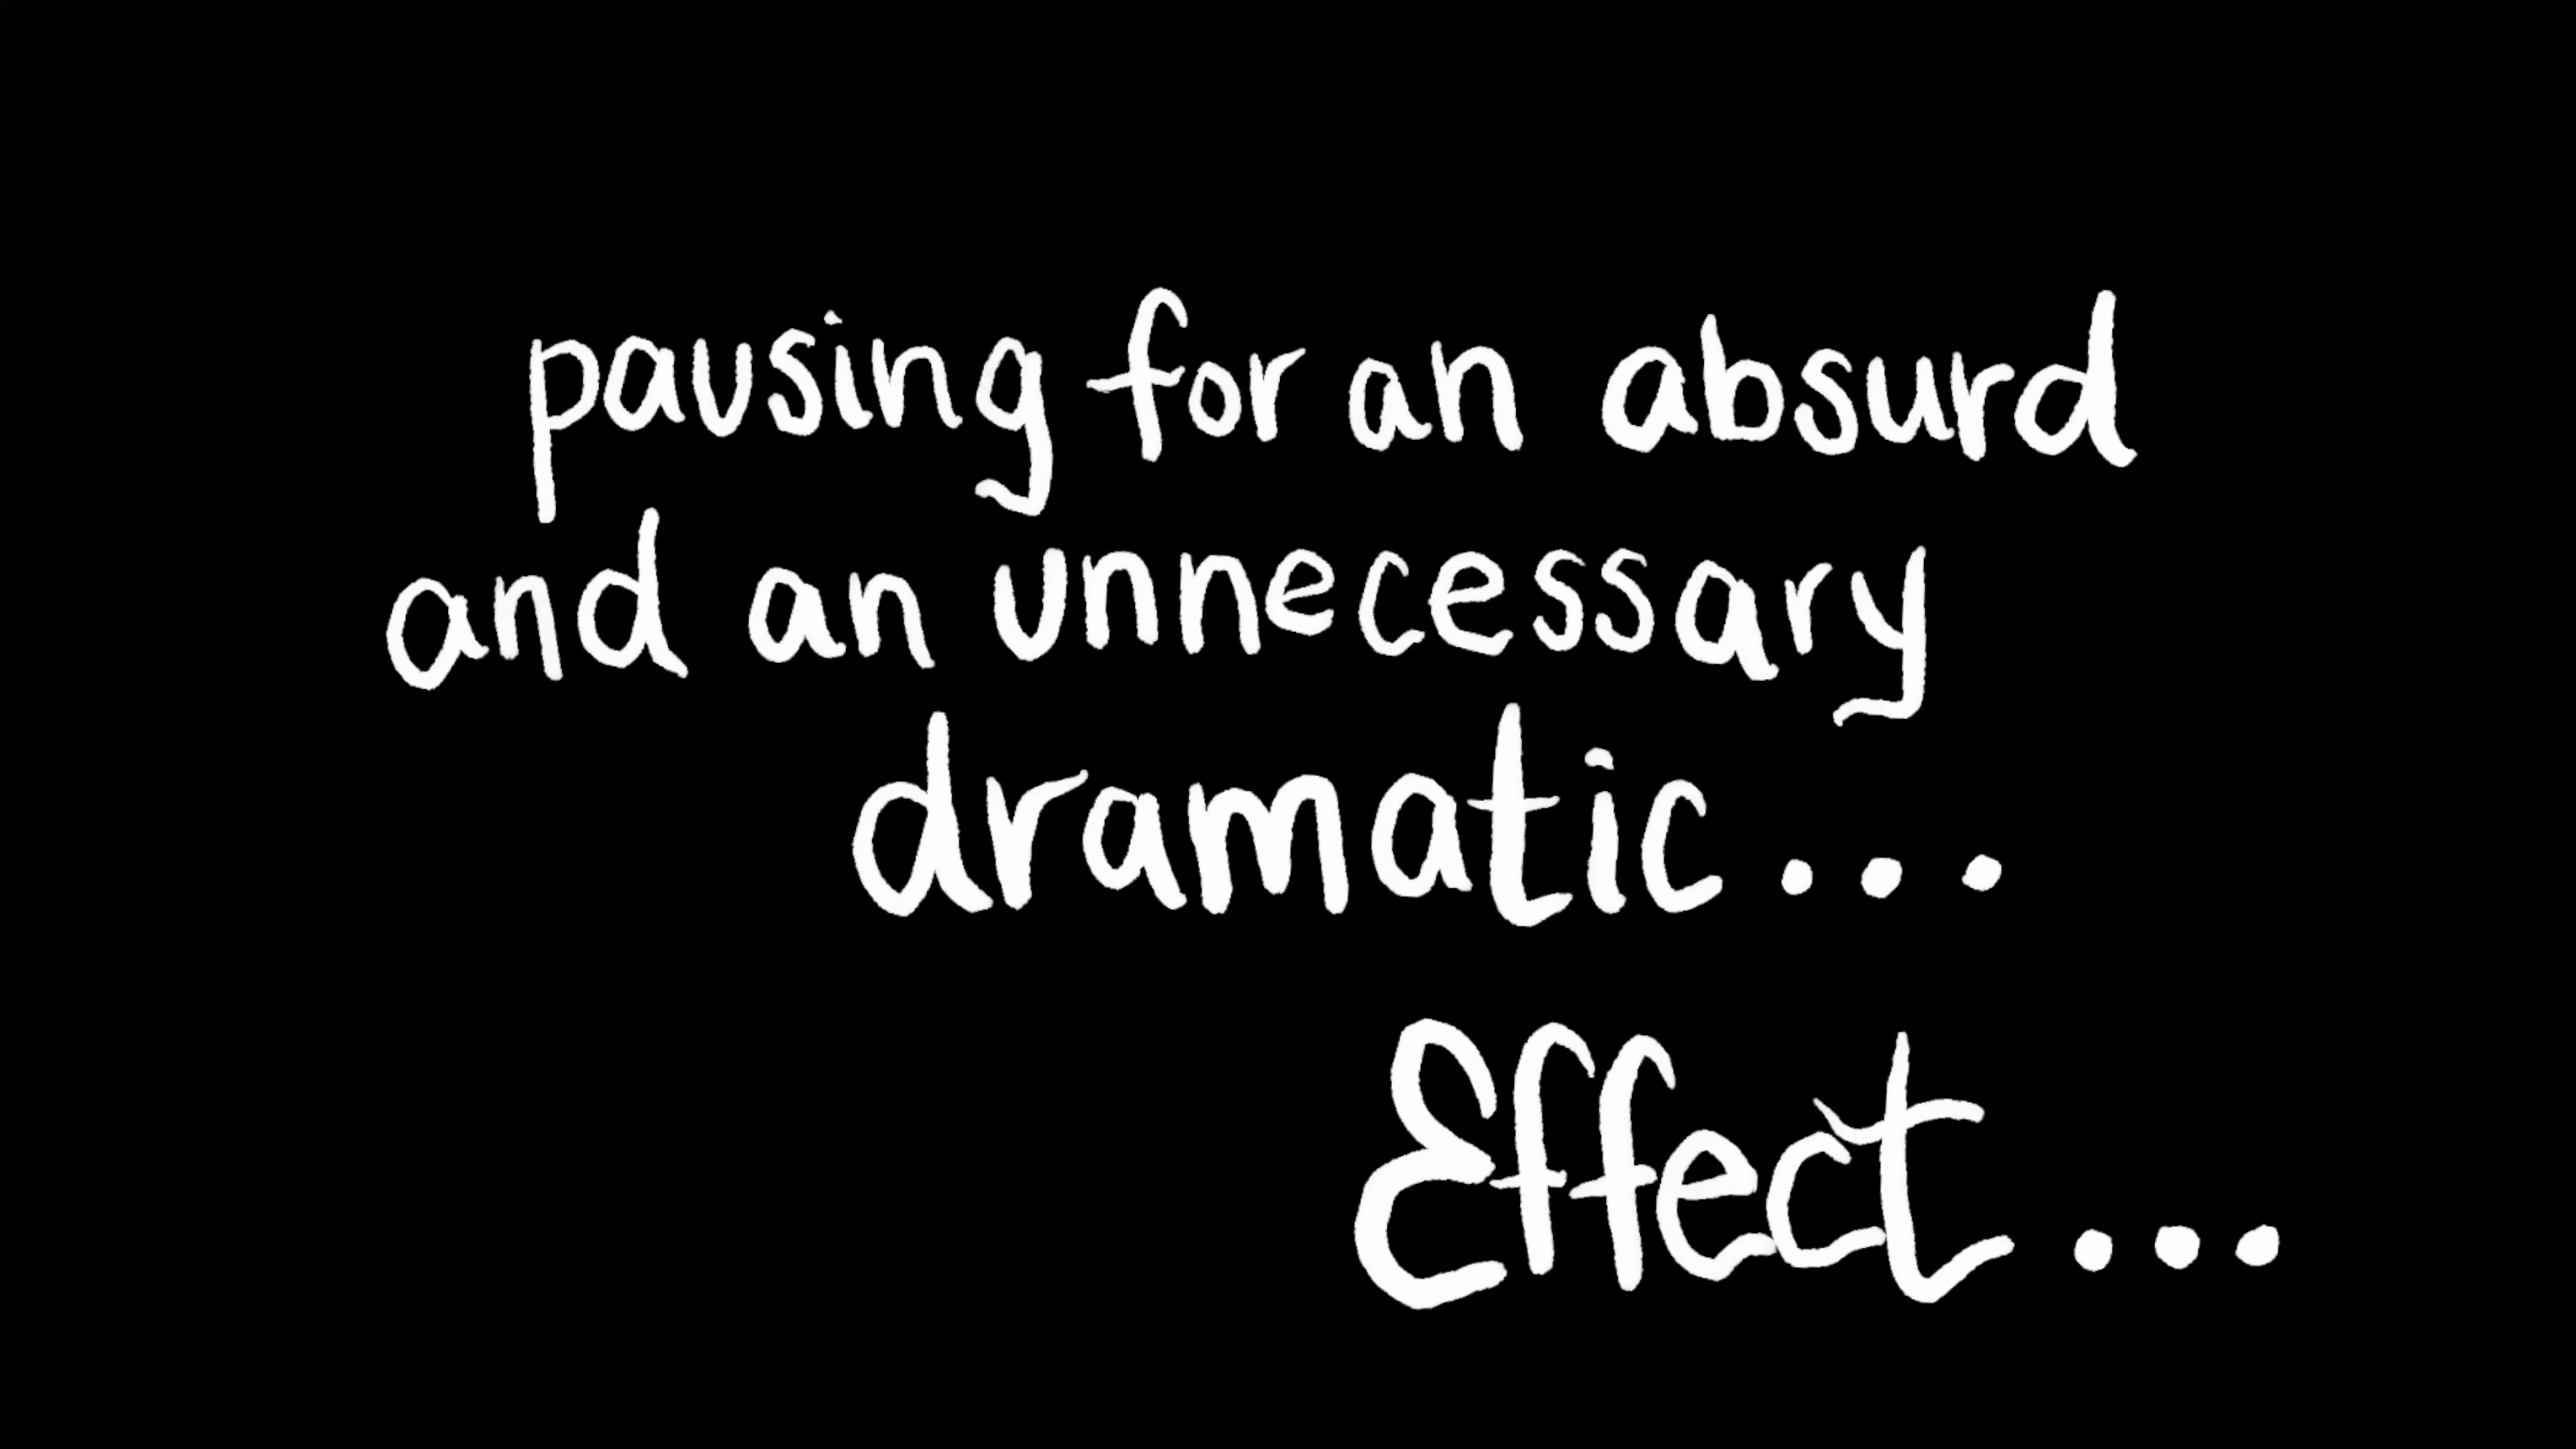 pausing for an absurd
and an unnecessary
dramatic...
Effect...